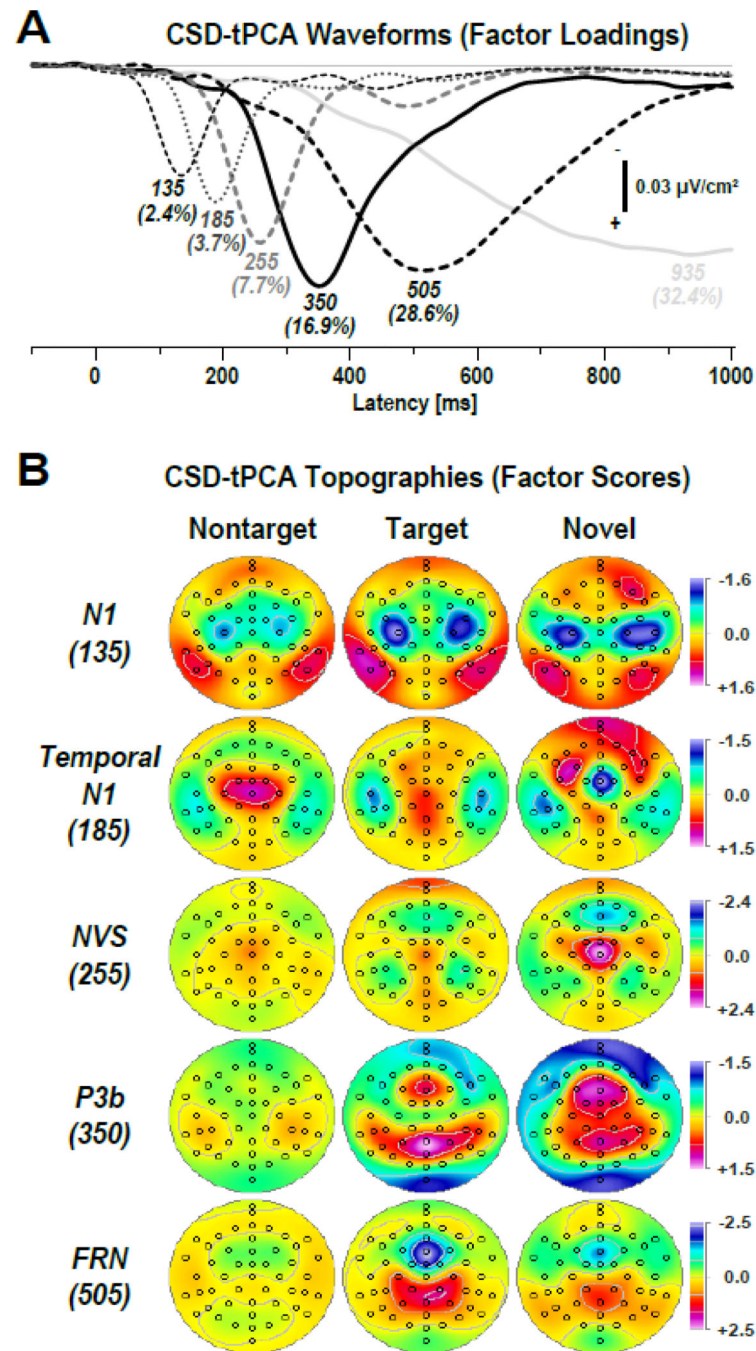 A
CSD-tPCA Waveforms (Factor Loadings)
-
0.03 µV/cm²
+
135
(2.4%)
185
(3.7%)
255
(7.7%)
350
(16.9%)
505
(28.6%)
935
(32.4%)
0 200 400 600 800 1000
Latency [ms]
B
CSD-tPCA Topographies (Factor Scores)
Nontarget Target Novel
N1
(135)
-1.6
0.0
+1.6
Temporal
N1
(185)
-1.5
0.0
+1.5
NVS
(255)
-2.4
0.0
+2.4
P3b
(350)
-1.5
0.0
+1.5
FRN
(505)
-2.5
0.0
+2.5